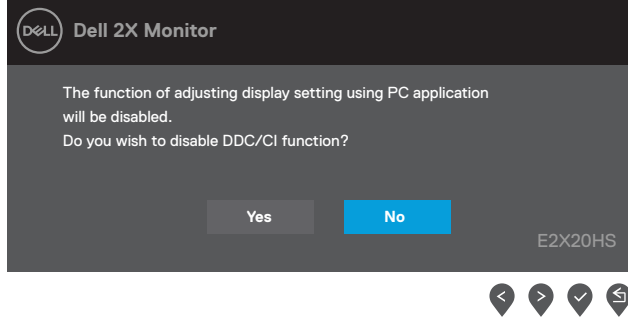 DELL Dell 2X Monitor
The function of adjusting display setting using PC application
will be disabled.
Do you wish to disable DDC/CI function?
Yes No
E2X20HS